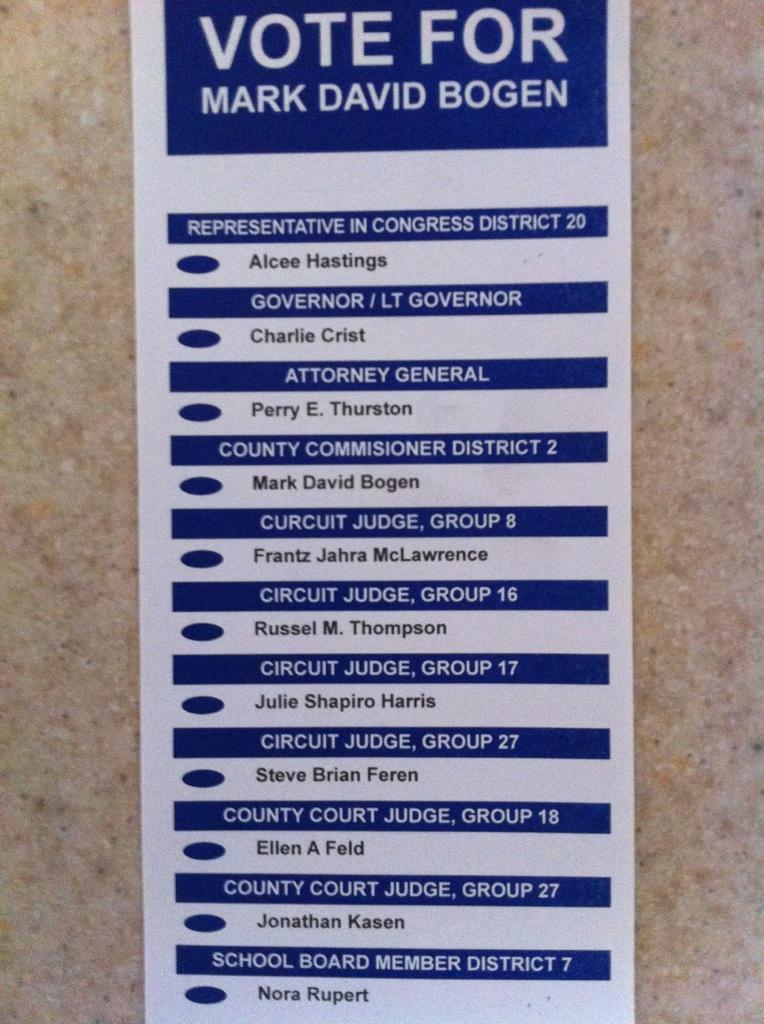 VOTE FOR
MARK DAVID BOGEN
REPRESENTATIVE IN CONGRESS DISTRICT 20
Alcee Hastings
GOVERNOR / LT GOVERNOR
Charlie Crist
ATTORNEY GENERAL
Perry E. Thurston
COUNTY COMMISIONER DISTRICT 2
Mark David Bogen
CURCUIT JUDGE, GROUP 8
Frantz Jahra McLawrence
CIRCUIT JUDGE, GROUP 16
Russel M. Thompson
CIRCUIT JUDGE, GROUP 17
Julie Shapiro Harris
CIRCUIT JUDGE, GROUP 27
Steve Brian Feren
COUNTY COURT JUDGE, GROUP 18
Ellen A Feld
COUNTY COURT JUDGE, GROUP 27
Jonathan Kasen
SCHOOL BOARD MEMBER DISTRICT 7
Nora Rupert